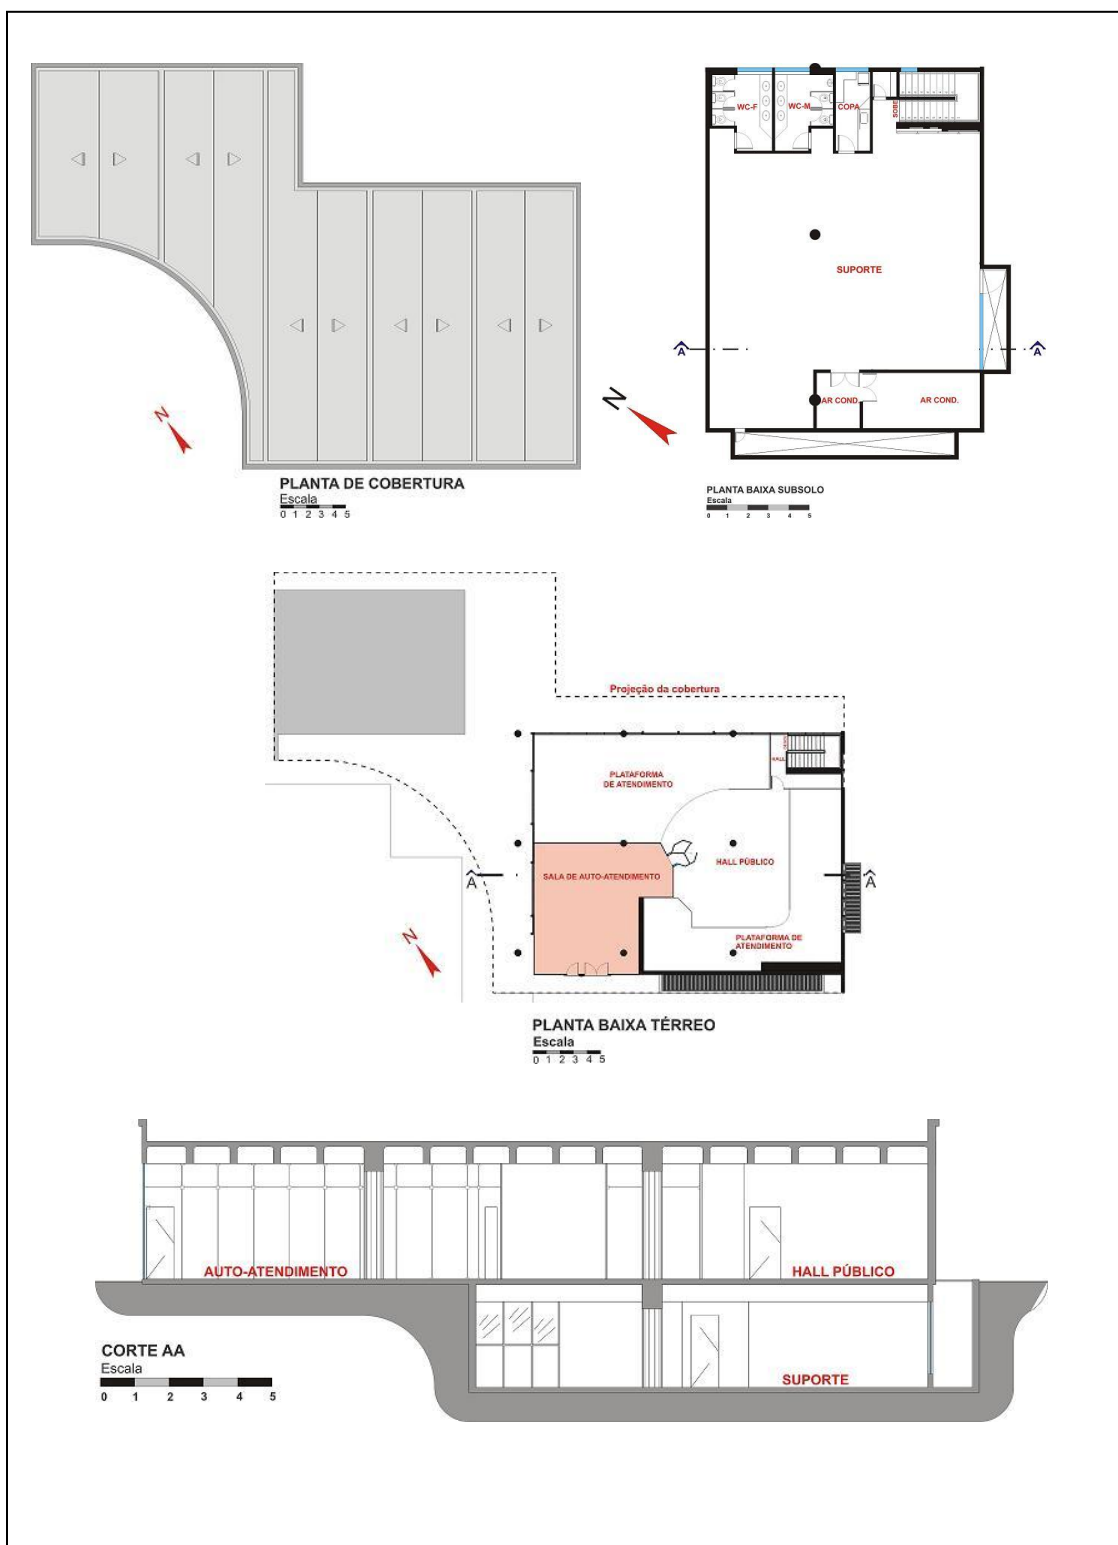 WC-F
WC-M
COPA
SOBE
SUPORTE
A
A
AR COND.
AR COND.
N
N
PLANTA DE COBERTURA
Escala
0 1 2 3 4 5
PLANTA BAIXA SUBSOLO
Escala
0 1 2 3 4 5
Projeção da cobertura
PLATAFORMA
DE ATENDIMENTO
HALL
HALL PÚBLICO
SALA DE AUTO-ATENDIMENTO
A
A
N
PLATAFORMA DE
ATENDIMENTO
PLANTA BAIXA TÉRREO
Escala
0 1 2 3 4 5
AUTO-ATENDIMENTO
HALL PÚBLICO
CORTE AA
Escala
0 1 2 3 4 5
SUPORTE